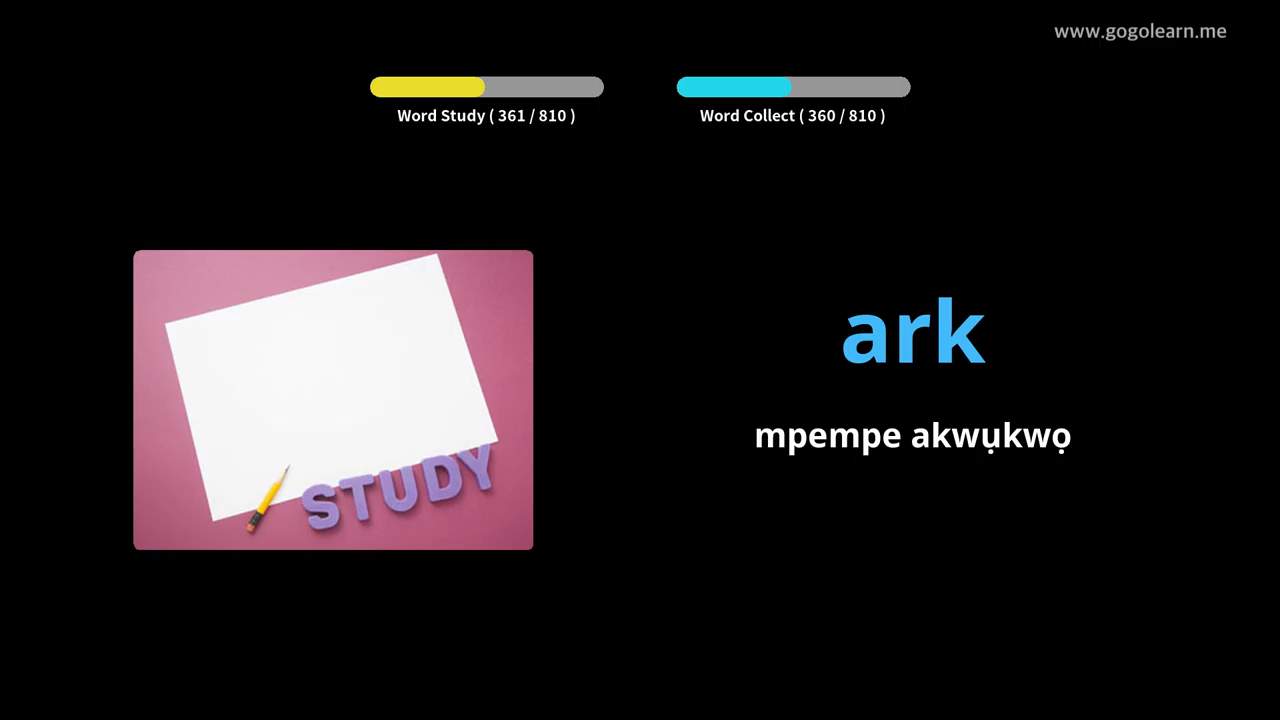 www.gogolearn.me
Word Study ( 361 / 810 )
Word Collect ( 360 / 810 )
STUDY
ark
mpempe akwụkwọ